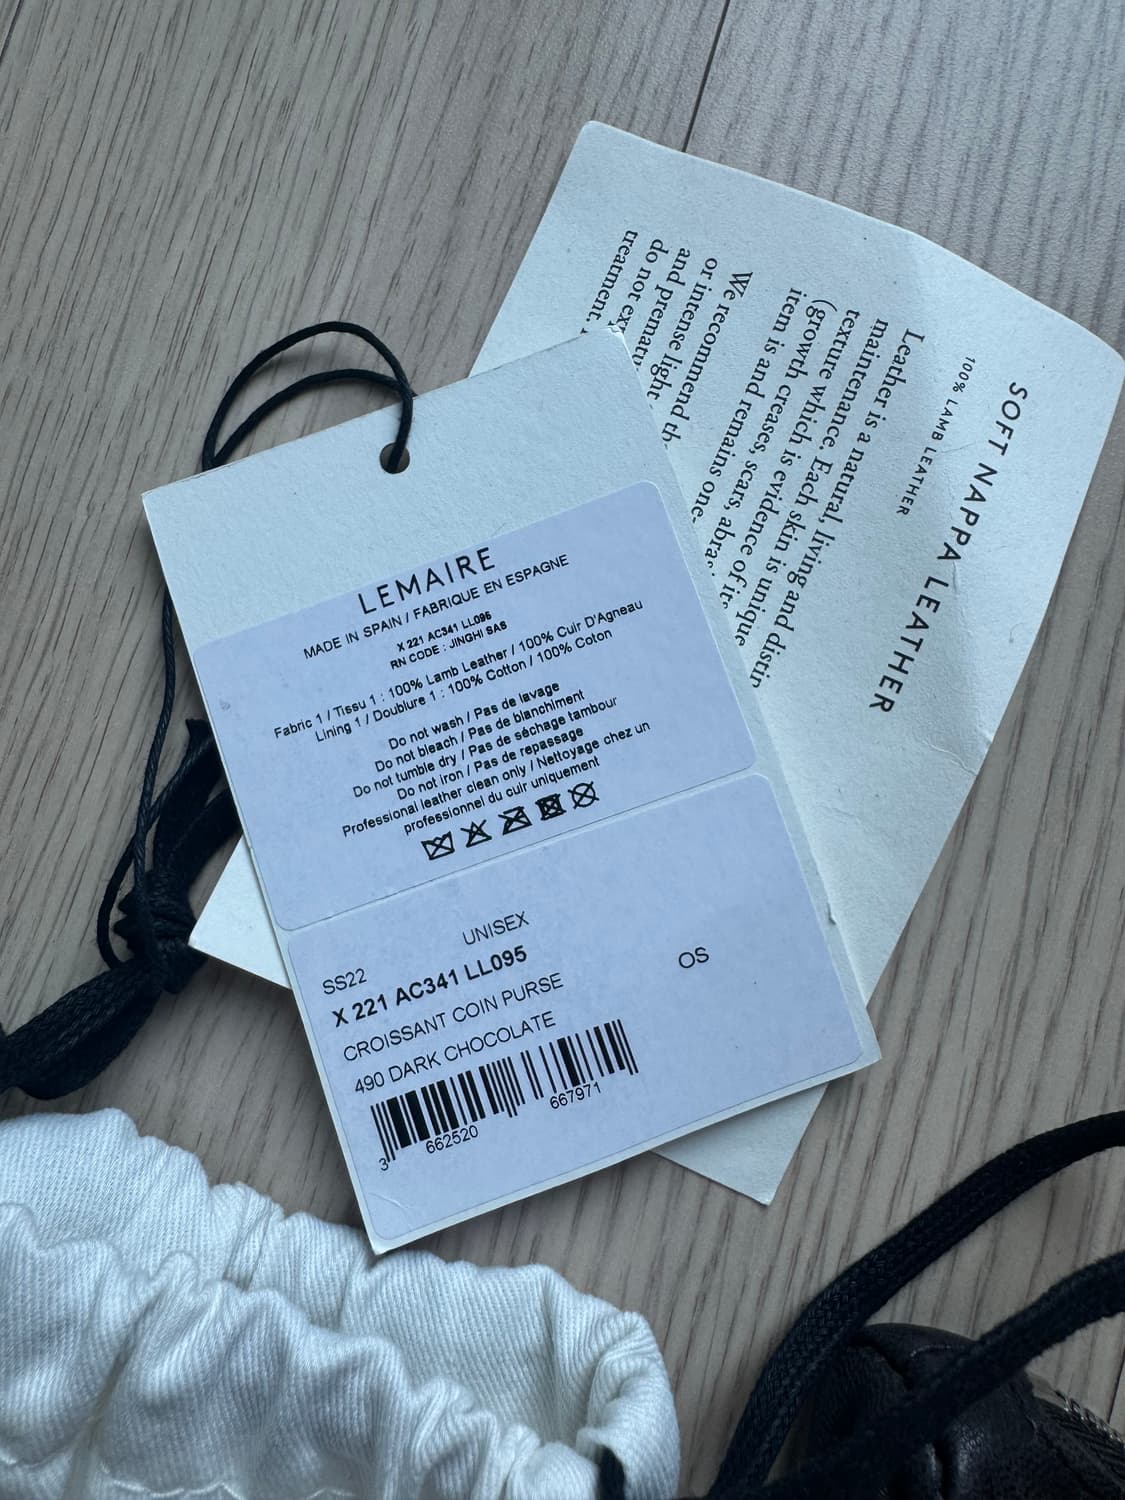 LEMAIRE
MADE IN SPAIN / FABRIQUE EN ESPAGNE
X 221 AC341 LL095
RN CODE : JINGHI SAS
Fabric 1 / Tissu 1 : 100% Lamb Leather / 100% Cuir D'Agneau
Lining 1 / Doublure 1 : 100% Cotton / 100% Coton
Do not wash / Pas de lavage
Do not bleach / Pas de blanchiment
Do not tumble dry / Pas de séchage tambour
Do not iron / Pas de repassage
Professional leather clean only / Nettoyage chez un
professionnel du cuir uniquement
UNISEX
SS22
X 221 AC341 LL095
OS
CROISSANT COIN PURSE
490 DARK CHOCOLATE
3 662520 667971
SOFT NAPPA LEATHER
100% LAMB LEATHER
Leather is a natural, living and
maintenance. Each skin is unique
texture which is evidence of
(growth creases, scars,
item is and remains
We recommend
or intense light
and
do not
treatment.